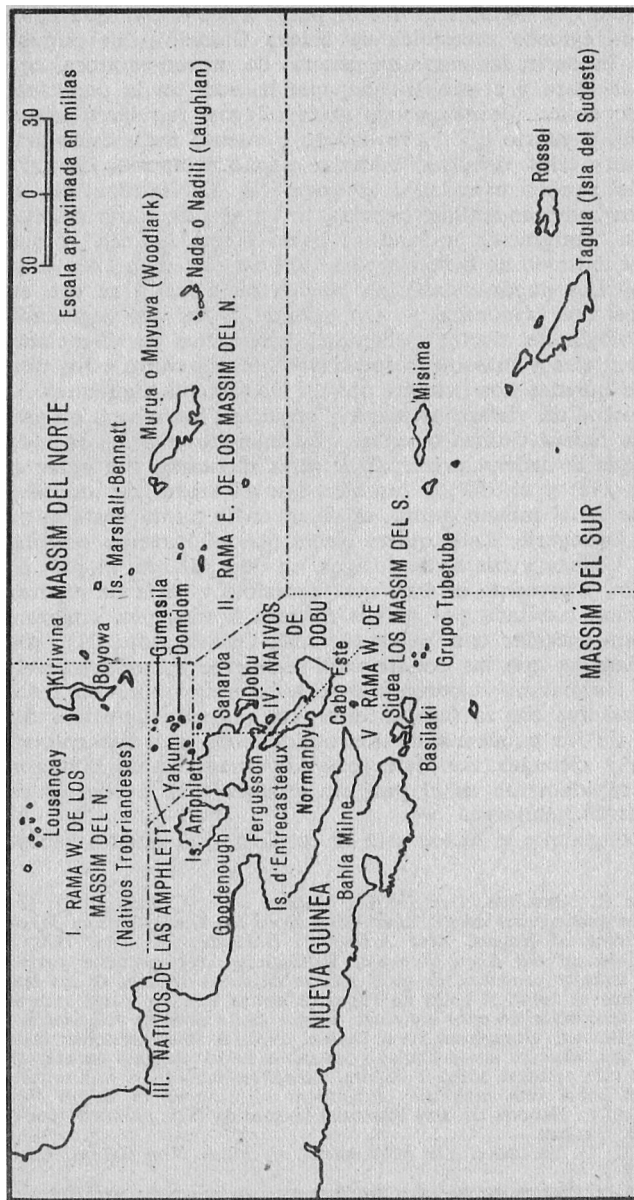 Escala aproximada en millas
30 0 30
Lousançay
I. RAMA W. DE LOS
MASSIM DEL N.
(Nativos Trobriandeses)
Kiriwina
MASSIM DEL NORTE
Boyowa
Is. Marshall-Bennett
Murua Muyuwa (Woodlark)
Nada o Nadili (Laughlan)
II. RAMA E. DE LOS MASSIM DEL N.
III. NATIVOS DE LAS AMPHLETT
Gumasila
Domdom
Yakum
Is. Amphlett
Sanaroa
Dobu
IV. NATIVOS
DE
DOBU
Goodenough
Fergusson
Is. d'Entrecasteaux
Normanby
NUEVA GUINEA
Bahía Milne
Cabo Este
V. RAMA W. DE
LOS MASSIM DEL S.
Sidea
Basilaki
Grupo Tubetube
Misima
Rossel
Tagula (Isla del Sudeste)
MASSIM DEL SUR